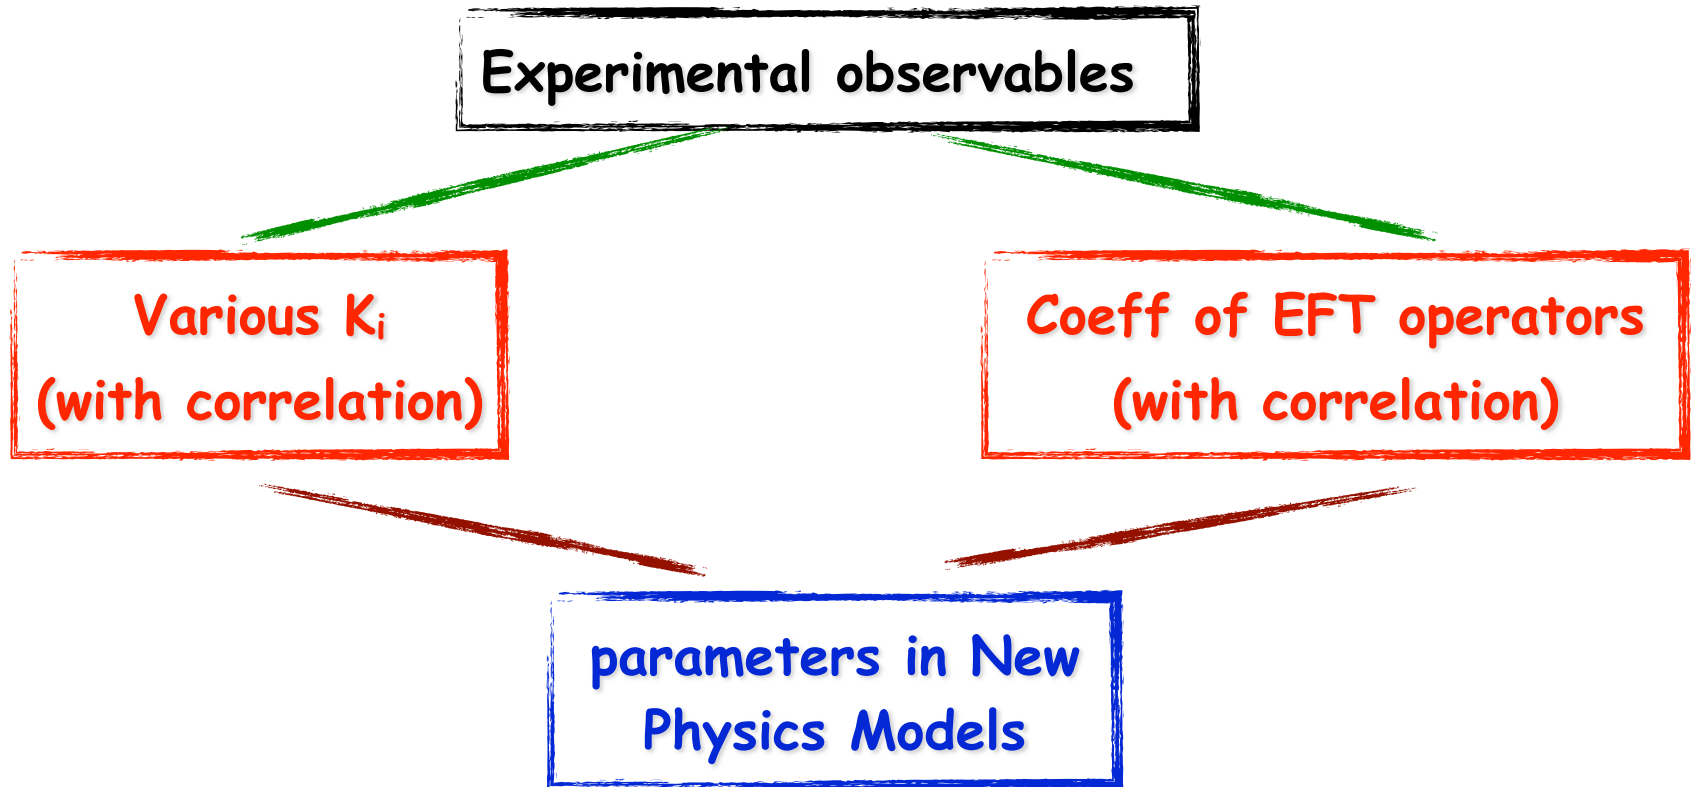 Experimental observables
Various Kᵢ
(with correlation)
Coeff of EFT operators
(with correlation)
parameters in New
Physics Models